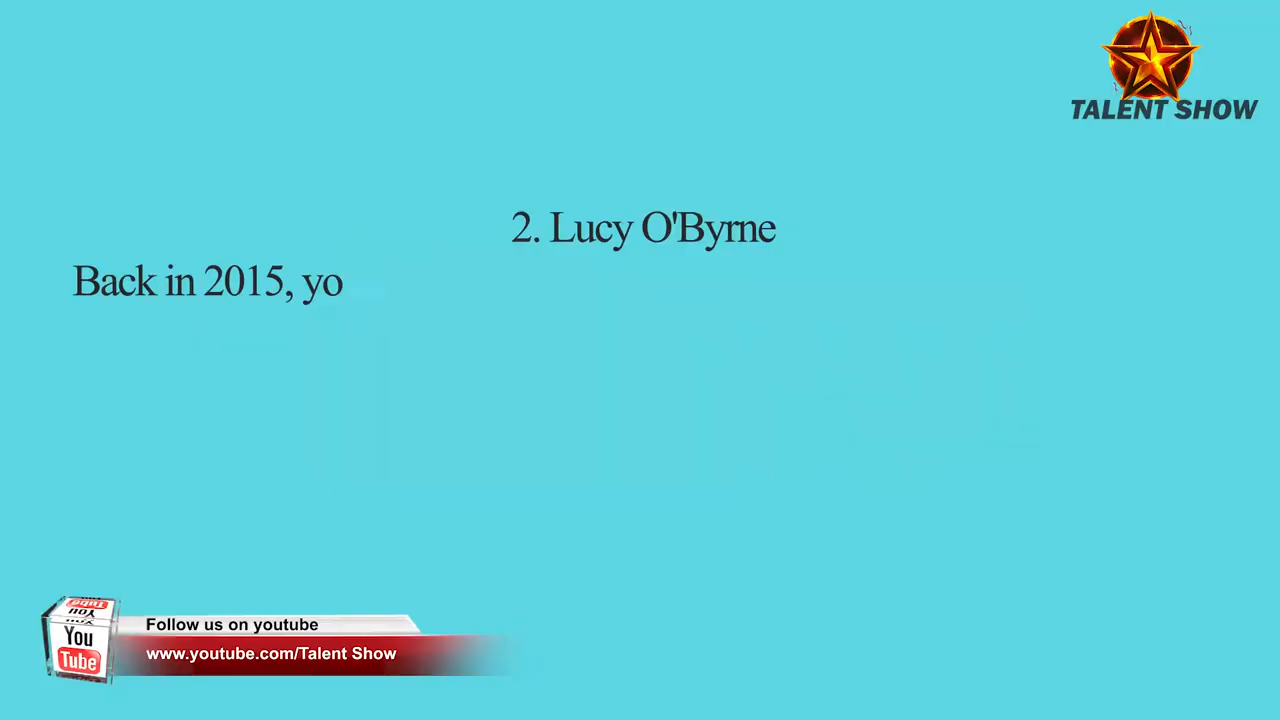 TALENT SHOW
2. Lucy O'Byrne
Back in 2015, yo
You
Tube
Follow us on youtube
www.youtube.com/Talent Show